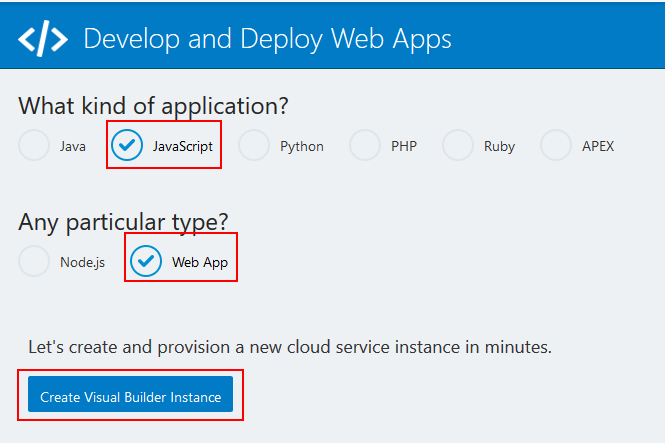 </> Develop and Deploy Web Apps
What kind of application?
Java JavaScript Python PHP Ruby APEX
Any particular type?
Node.js Web App
Let's create and provision a new cloud service instance in minutes.
Create Visual Builder Instance